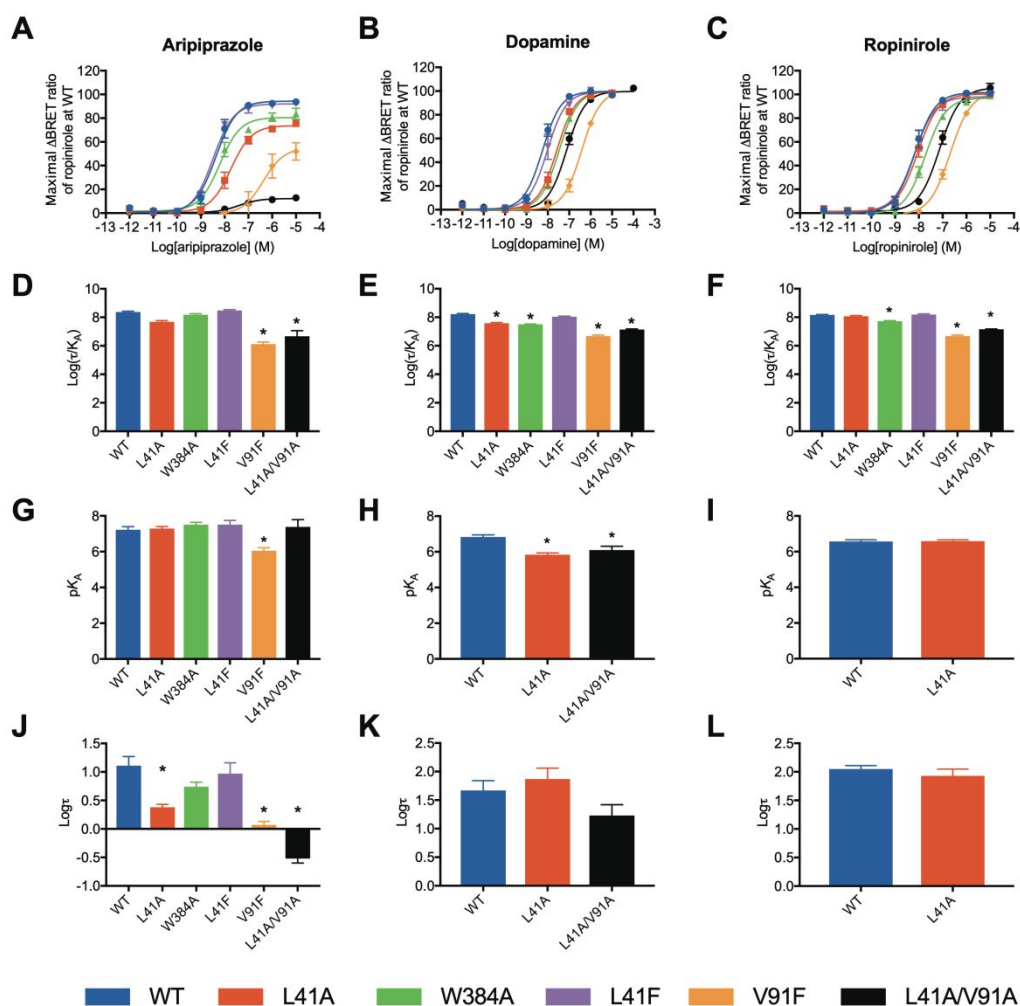 A
Aripiprazole
Maximal ΔBRET ratio
of ropinirole at WT
120
100
80
60
40
20
0
-13 -12 -11 -10 -9 -8 -7 -6 -5 -4
Log[aripiprazole] (M)
B
Dopamine
Maximal ΔBRET ratio
of ropinirole at WT
120
100
80
60
40
20
0
-13 -12 -11 -10 -9 -8 -7 -6 -5 -4 -3
Log[dopamine] (M)
C
Ropinirole
Maximal ΔBRET ratio
of ropinirole at WT
120
100
80
60
40
20
0
-13 -12 -11 -10 -9 -8 -7 -6 -5 -4
Log[ropinirole] (M)
D
Log(τ/KA)
10
8
6
4
2
0
* *
WT L41A W384A L41F V91F L41A/V91A
E
Log(τ/KA)
10
8
6
4
2
0
* * * *
WT L41A W384A L41F V91F L41A/V91A
F
Log(τ/KA)
10
8
6
4
2
0
* * *
WT L41A W384A L41F V91F L41A/V91A
G
pKA
8
6
4
2
0
*
WT L41A W384A L41F V91F L41A/V91A
H
pKA
8
6
4
2
0
* *
WT L41A L41A/V91A
I
pKA
8
6
4
2
0
WT L41A
J
Logτ
1.5
1.0
0.5
0.0
-0.5
-1.0
* * *
WT L41A W384A L41F V91F L41A/V91A
K
Logτ
2.5
2.0
1.5
1.0
0.5
0.0
WT L41A L41A/V91A
L
Logτ
2.5
2.0
1.5
1.0
0.5
0.0
WT L41A
WT L41A W384A L41F V91F L41A/V91A